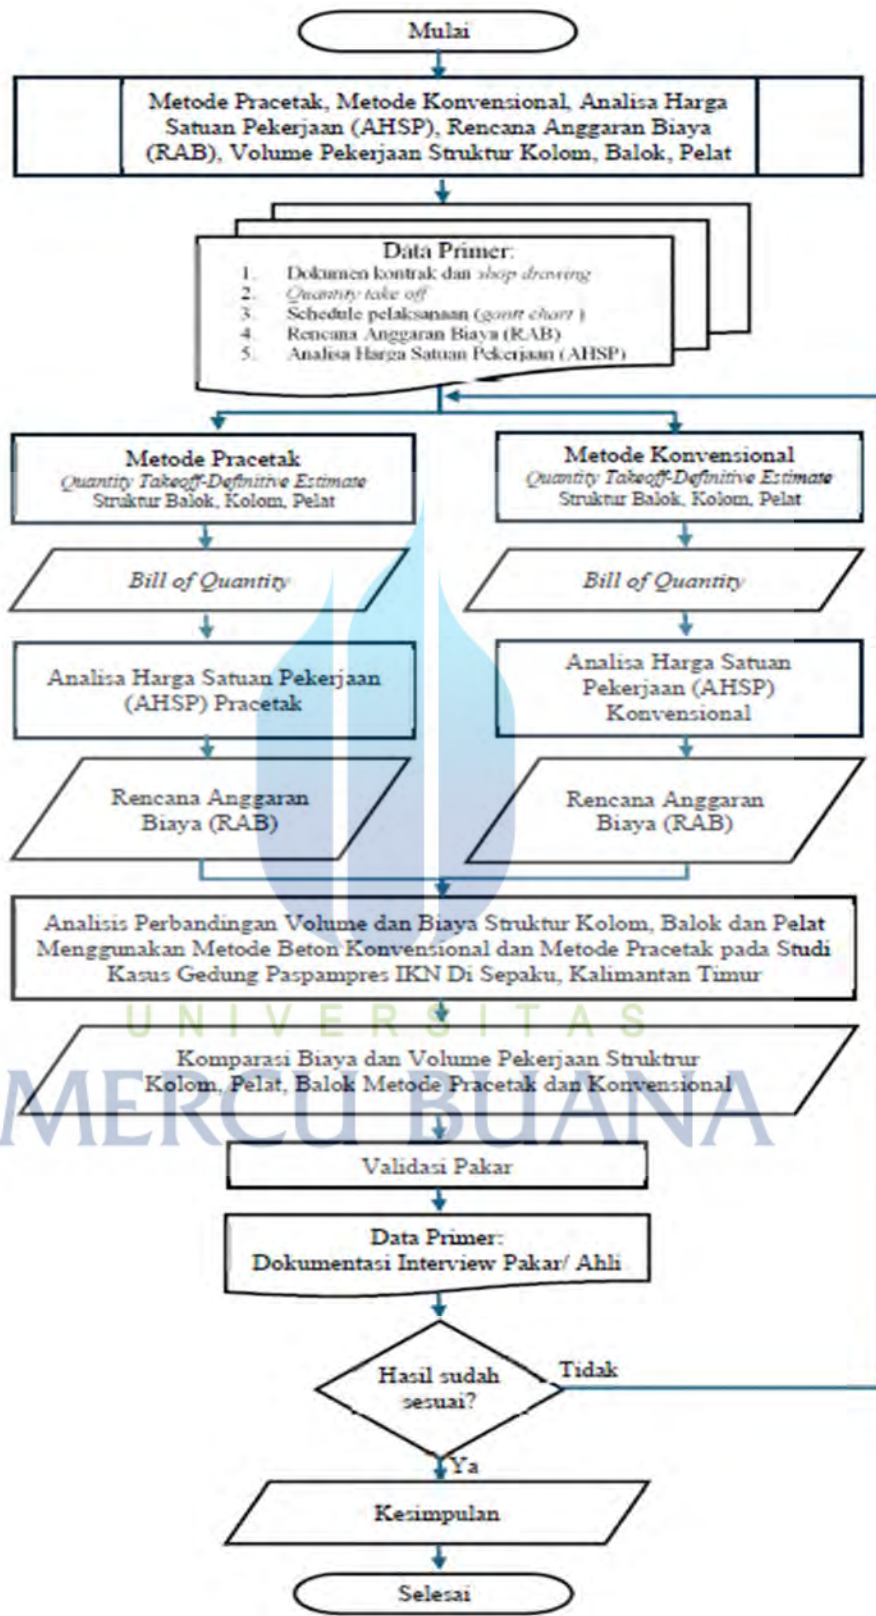 Mulai
Metode Pracetak, Metode Konvensional, Analisa Harga
Satuan Pekerjaan (AHSP), Rencana Anggaran Biaya
(RAB), Volume Pekerjaan Struktur Kolom, Balok, Pelat
Data Primer:
1. Dokumen kontrak dan shop drawing
2. Quantity take off
3. Schedule pelaksanaan (gantt chart )
4. Rencana Anggaran Biaya (RAB)
5. Analisa Harga Satuan Pekerjaan (AHSP)
Metode Pracetak
Quantity Takeoff-Definitive Estimate
Struktur Balok, Kolom, Pelat
Metode Konvensional
Quantity Takeoff-Definitive Estimate
Struktur Balok, Kolom, Pelat
Bill of Quantity
Bill of Quantity
Analisa Harga Satuan Pekerjaan
(AHSP) Pracetak
Analisa Harga Satuan
Pekerjaan (AHSP)
Konvensional
Rencana Anggaran
Biaya (RAB)
Rencana Anggaran
Biaya (RAB)
Analisis Perbandingan Volume dan Biaya Struktur Kolom, Balok dan Pelat
Menggunakan Metode Beton Konvensional dan Metode Pracetak pada Studi
Kasus Gedung Paspampres IKN Di Sepaku, Kalimantan Timur
UNIVERSITAS
Komparasi Biaya dan Volume Pekerjaan Struktrur
Kolom, Pelat, Balok Metode Pracetak dan Konvensional
MERCU BUANA
Validasi Pakar
Data Primer:
Dokumentasi Interview Pakar/ Ahli
Hasil sudah
sesuai?
Tidak
Ya
Kesimpulan
Selesai